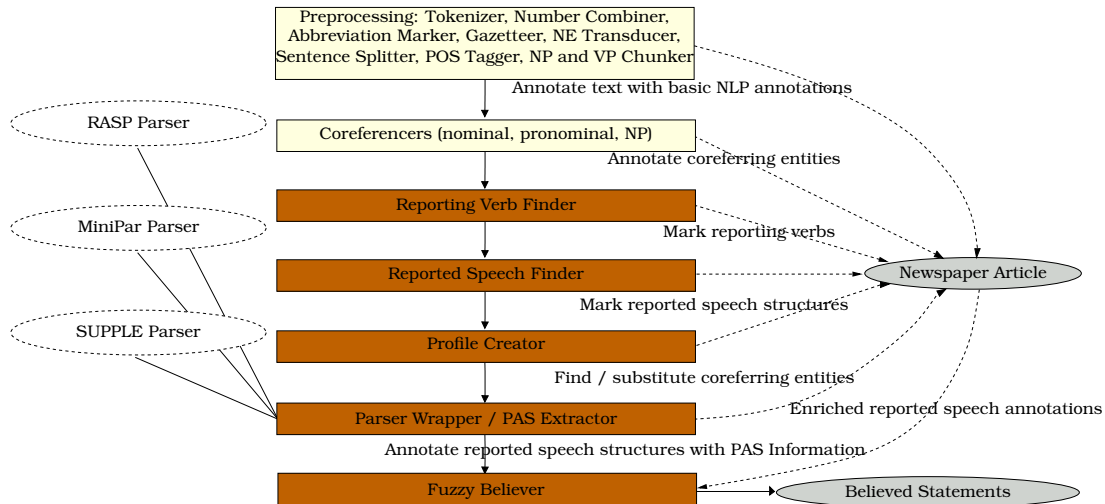 Preprocessing: Tokenizer, Number Combiner,
Abbreviation Marker, Gazetteer, NE Transducer,
Sentence Splitter, POS Tagger, NP and VP Chunker
Annotate text with basic NLP annotations
RASP Parser
Coreferencers (nominal, pronominal, NP)
Annotate coreferring entities
Reporting Verb Finder
MiniPar Parser
Mark reporting verbs
Reported Speech Finder
Newspaper Article
Mark reported speech structures
SUPPLE Parser
Profile Creator
Find / substitute coreferring entities
Parser Wrapper / PAS Extractor
Enriched reported speech annotations
Annotate reported speech structures with PAS Information
Fuzzy Believer
Believed Statements